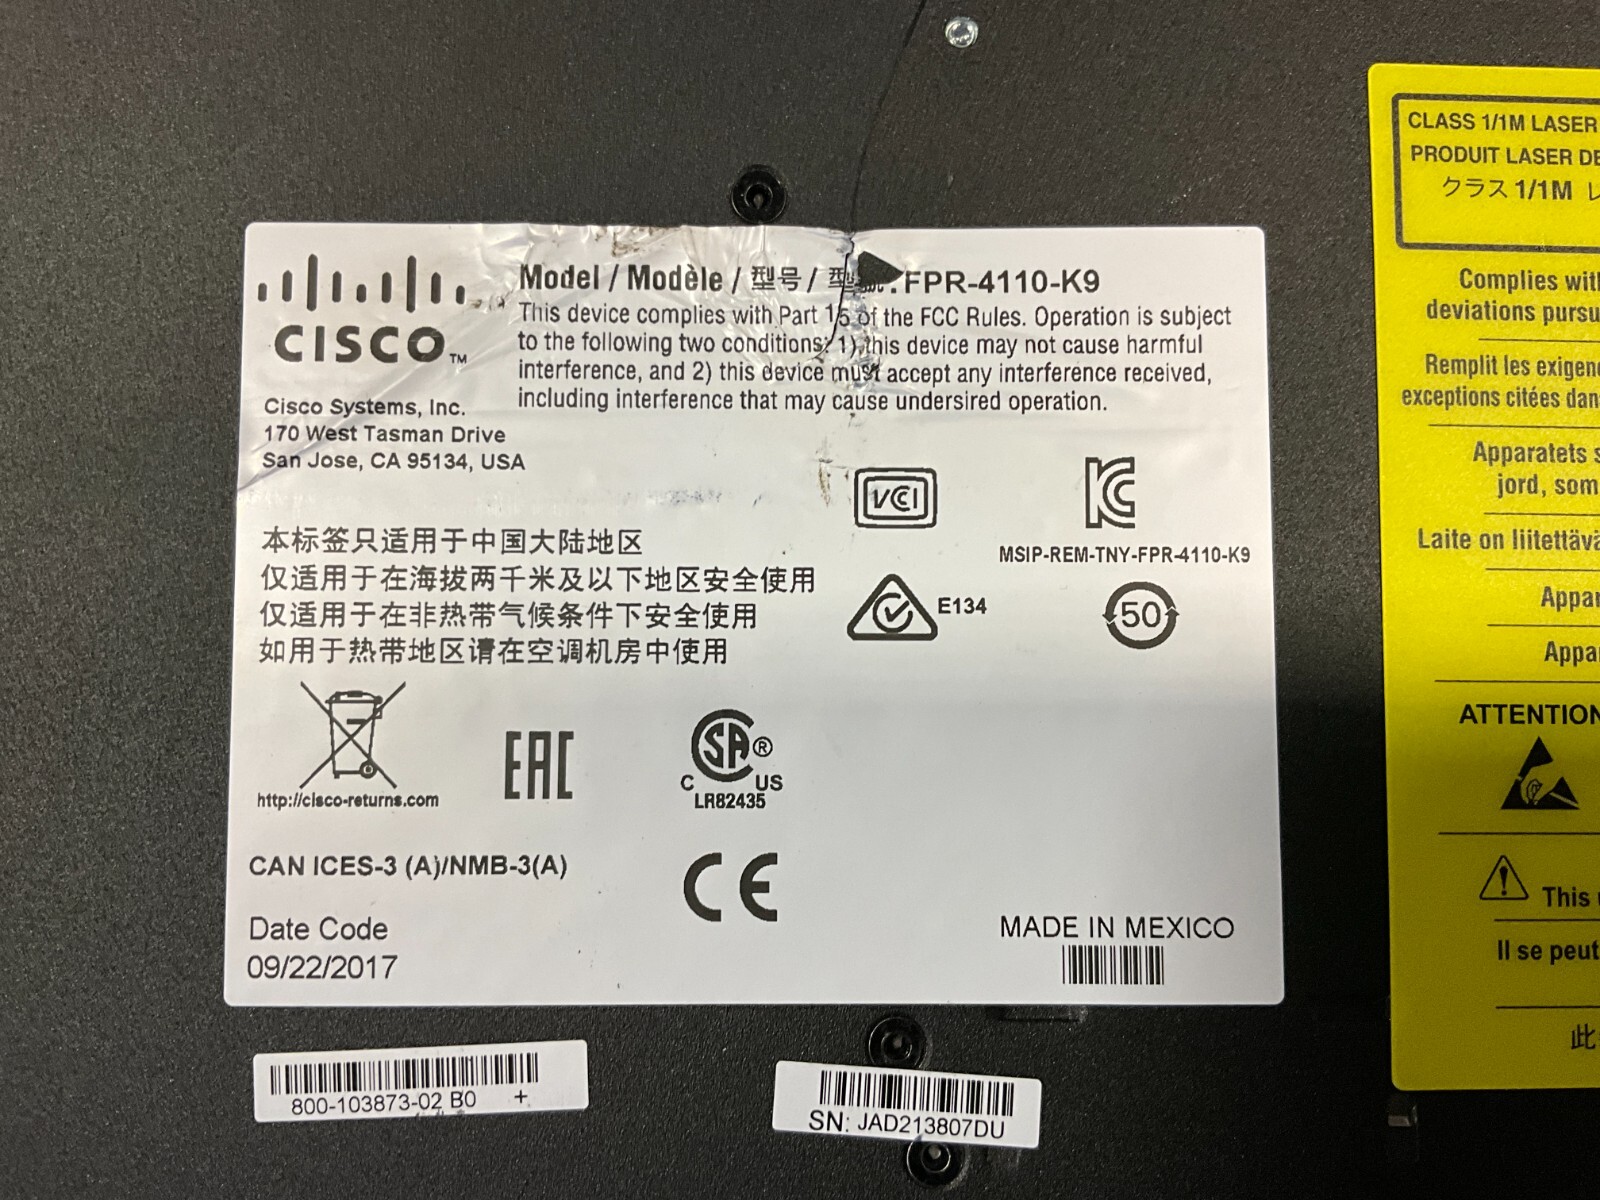 CISCO™
Model / Modèle / 型号 / 型號: FPR-4110-K9
This device complies with Part 15 of the FCC Rules. Operation is subject
to the following two conditions: 1) this device may not cause harmful
interference, and 2) this device must accept any interference received,
including interference that may cause undersired operation.
Cisco Systems, Inc.
170 West Tasman Drive
San Jose, CA 95134, USA
VCI
KC
MSIP-REM-TNY-FPR-4110-K9
本标签只适用于中国大陆地区
仅适用于在海拔两千米及以下地区安全使用
仅适用于在非热带气候条件下安全使用
如用于热带地区请在空调机房中使用
E134
50
http://cisco-returns.com
EAC
CSA® C US
LR82435
CAN ICES-3 (A)/NMB-3(A)
CE
Date Code
09/22/2017
MADE IN MEXICO
800-103873-02 B0 +
SN: JAD213807DU
CLASS 1/1M LASER
PRODUIT LASER DE
クラス 1/1M レ
Complies with
deviations pursu
Remplit les exigenc
exceptions citées dan
Apparatets s
jord, som
Laite on liitettävä
Appar
Appa
ATTENTION
This
Il se peut
此